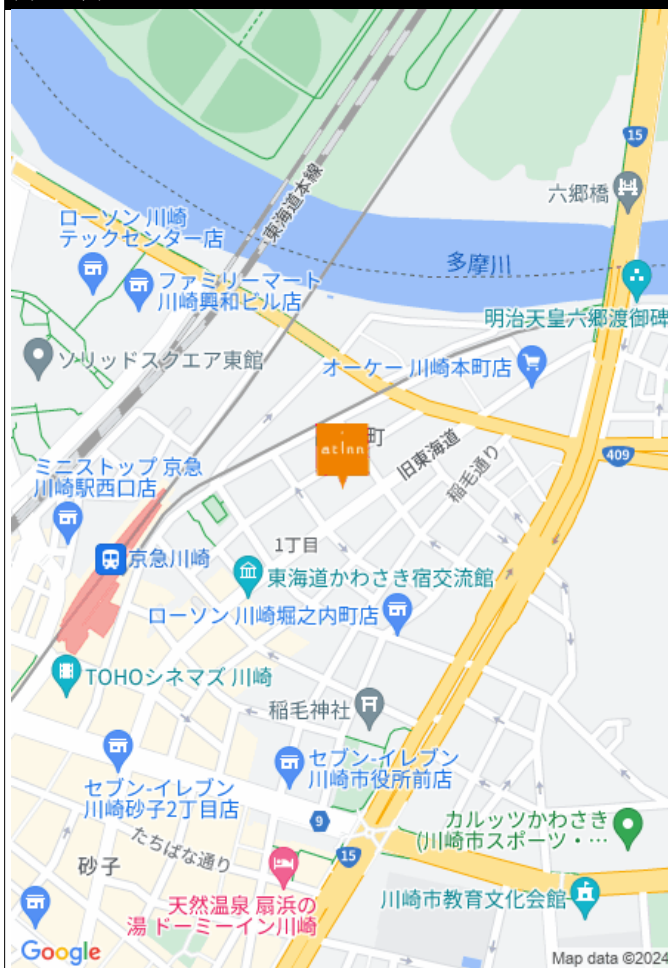 15
六郷橋
東海道本線
ローソン 川崎
テックセンター店
多摩川
ファミリーマート
川崎興和ビル店
明治天皇六郷渡御碑
ソリッドスクエア東館
オーケー 川崎本町店
町
at inn
旧東海道
稲毛通り
409
ミニストップ 京急
川崎駅西口店
1丁目
京急川崎
東海道かわさき宿交流館
ローソン 川崎堀之内町店
TOHOシネマズ 川崎
稲毛神社
セブン-イレブン
川崎市役所前店
セブン-イレブン
川崎砂子2丁目店
9
カルッツかわさき
(川崎市スポーツ・…
たちばな通り
15
砂子
天然温泉 扇浜の
湯 ドーミーイン川崎
川崎市教育文化会館
Google
Map data ©2024